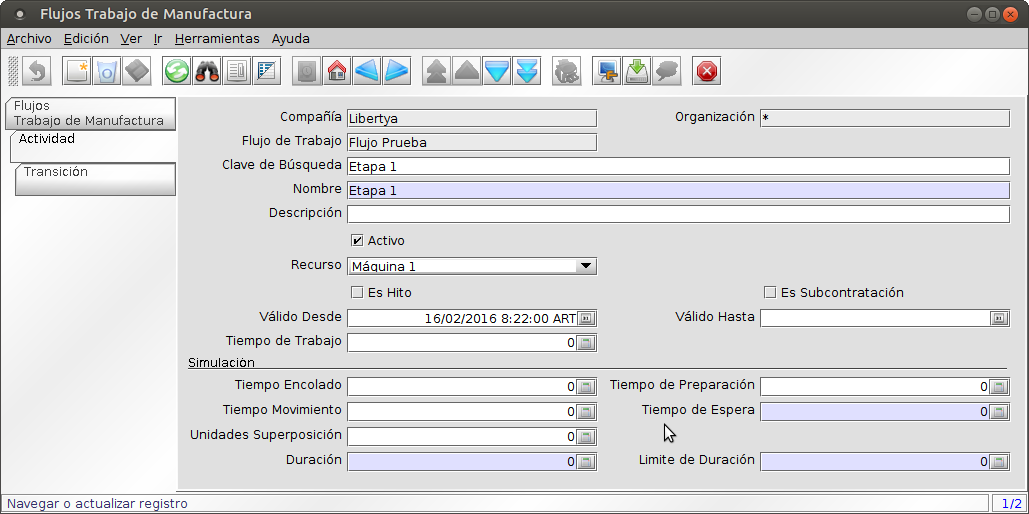 Flujos Trabajo de Manufactura
Archivo Edición Ver Ir Herramientas Ayuda
Flujos
Trabajo de Manufactura
Actividad
Transición
Compañía Libertya Organización *
Flujo de Trabajo Flujo Prueba
Clave de Búsqueda Etapa 1
Nombre Etapa 1
Descripción
Activo
Recurso Máquina 1
Es Hito Es Subcontratación
Válido Desde 16/02/2016 8:22:00 ART Válido Hasta
Tiempo de Trabajo 0
Simulación
Tiempo Encolado 0 Tiempo de Preparación 0
Tiempo Movimiento 0 Tiempo de Espera 0
Unidades Superposición 0
Duración 0 Limite de Duración 0
Navegar o actualizar registro 1/2